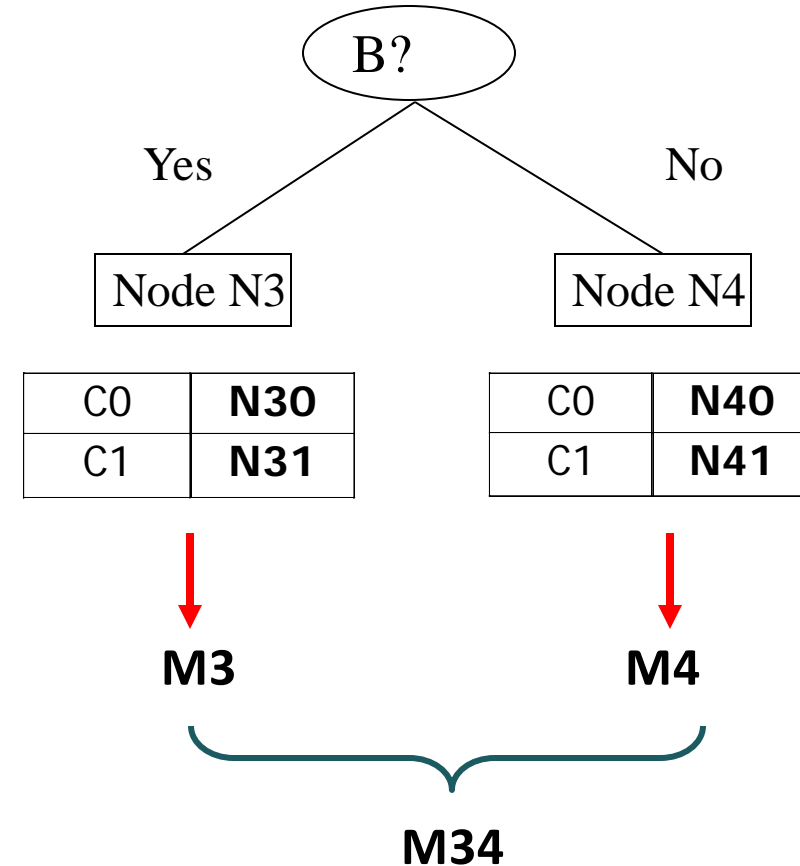 B?
Yes
No
Node N3
Node N4
C0 N30
C1 N31
C0 N40
C1 N41
M3
M4
M34